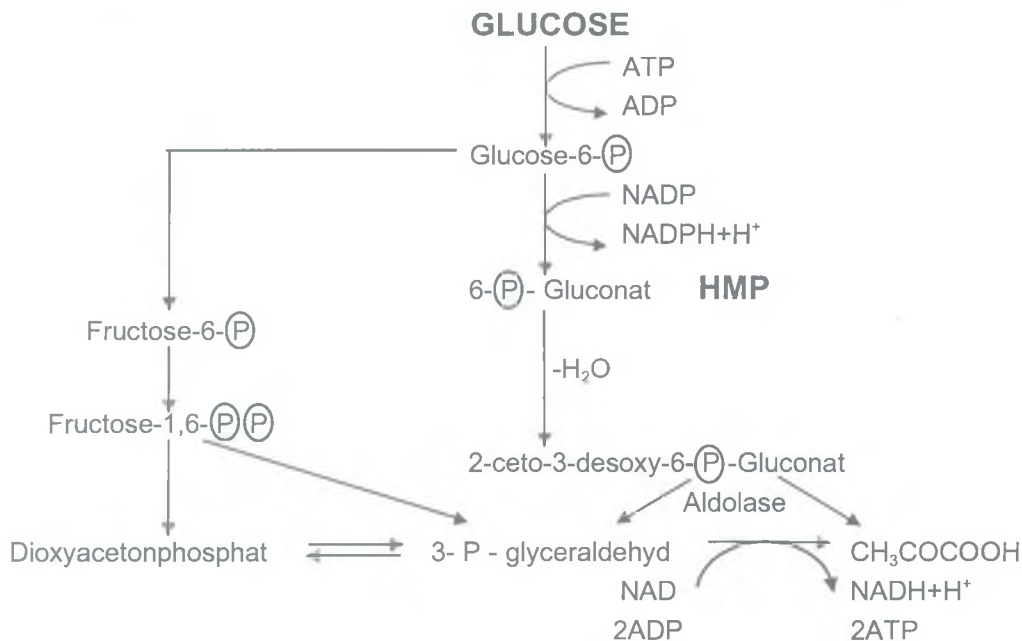 GLUCOSE
ATP
ADP
Glucose-6-P
NADP
NADPH+H⁺
6-P- Gluconat HMP
Fructose-6-P
-H₂O
Fructose-1,6-P P
2-ceto-3-desoxy-6-P-Gluconat
Aldolase
Dioxyacetonphosphat 3- P - glyceraldehyd CH₃COCOOH
NAD NADH+H⁺
2ADP 2ATP